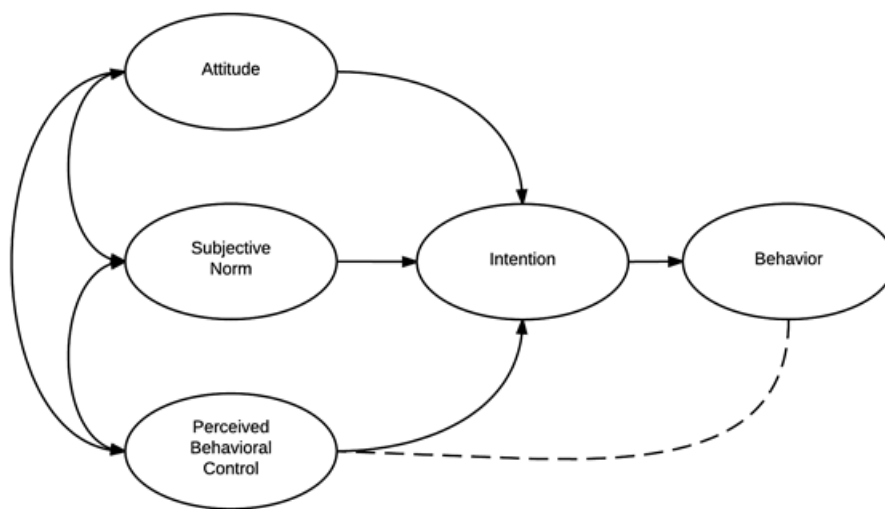 Attitude
Subjective
Norm
Intention
Behavior
Perceived
Behavioral
Control